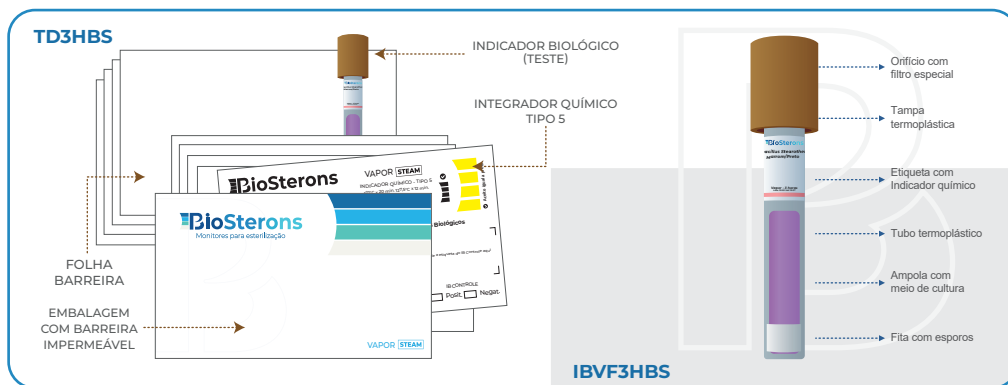 TD3HBS
INDICADOR BIOLÓGICO
(TESTE)
INTEGRADOR QUÍMICO
TIPO 5
BioSterons
VAPOR STEAM
INDICADOR QUÍMICO - TIPO 5
Biológicos
IB CONTROLE
Posit. Negat.
BioSterons
Monitores para esterilização
VAPOR STEAM
FOLHA
BARREIRA
EMBALAGEM
COM BARREIRA
IMPERMEÁVEL
BioSterons
Marrom/Preto
Orifício com
filtro especial
Tampa
termoplástica
Etiqueta com
Indicador químico
Tubo termoplástico
Ampola com
meio de cultura
Fita com esporos
IBVF3HBS